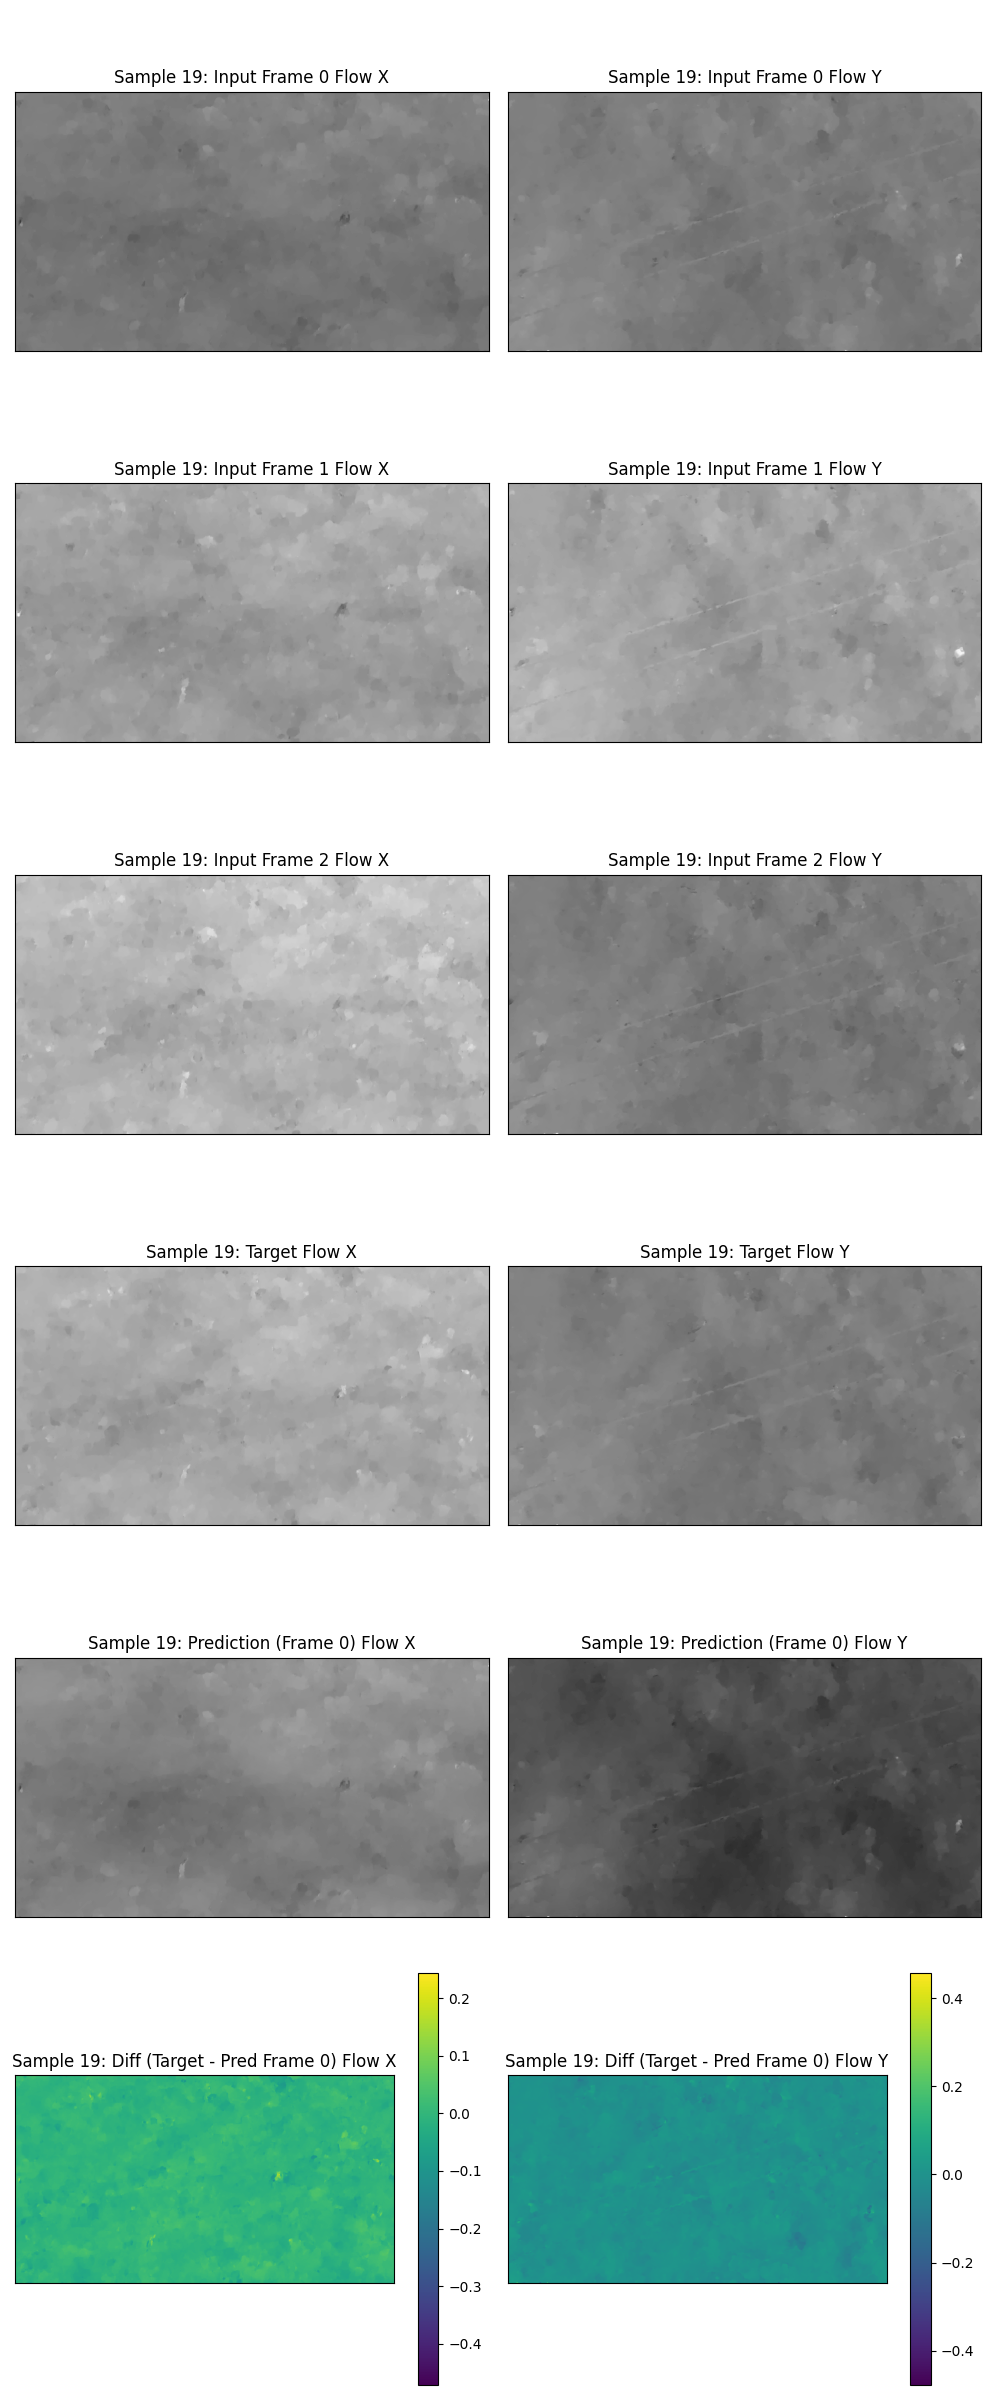 Sample 19: Input Frame 0 Flow X
Sample 19: Input Frame 0 Flow Y
Sample 19: Input Frame 1 Flow X
Sample 19: Input Frame 1 Flow Y
Sample 19: Input Frame 2 Flow X
Sample 19: Input Frame 2 Flow Y
Sample 19: Target Flow X
Sample 19: Target Flow Y
Sample 19: Prediction (Frame 0) Flow X
Sample 19: Prediction (Frame 0) Flow Y
Sample 19: Diff (Target - Pred Frame 0) Flow X
0.2
0.1
0.0
−0.1
−0.2
−0.3
−0.4
Sample 19: Diff (Target - Pred Frame 0) Flow Y
0.4
0.2
0.0
−0.2
−0.4